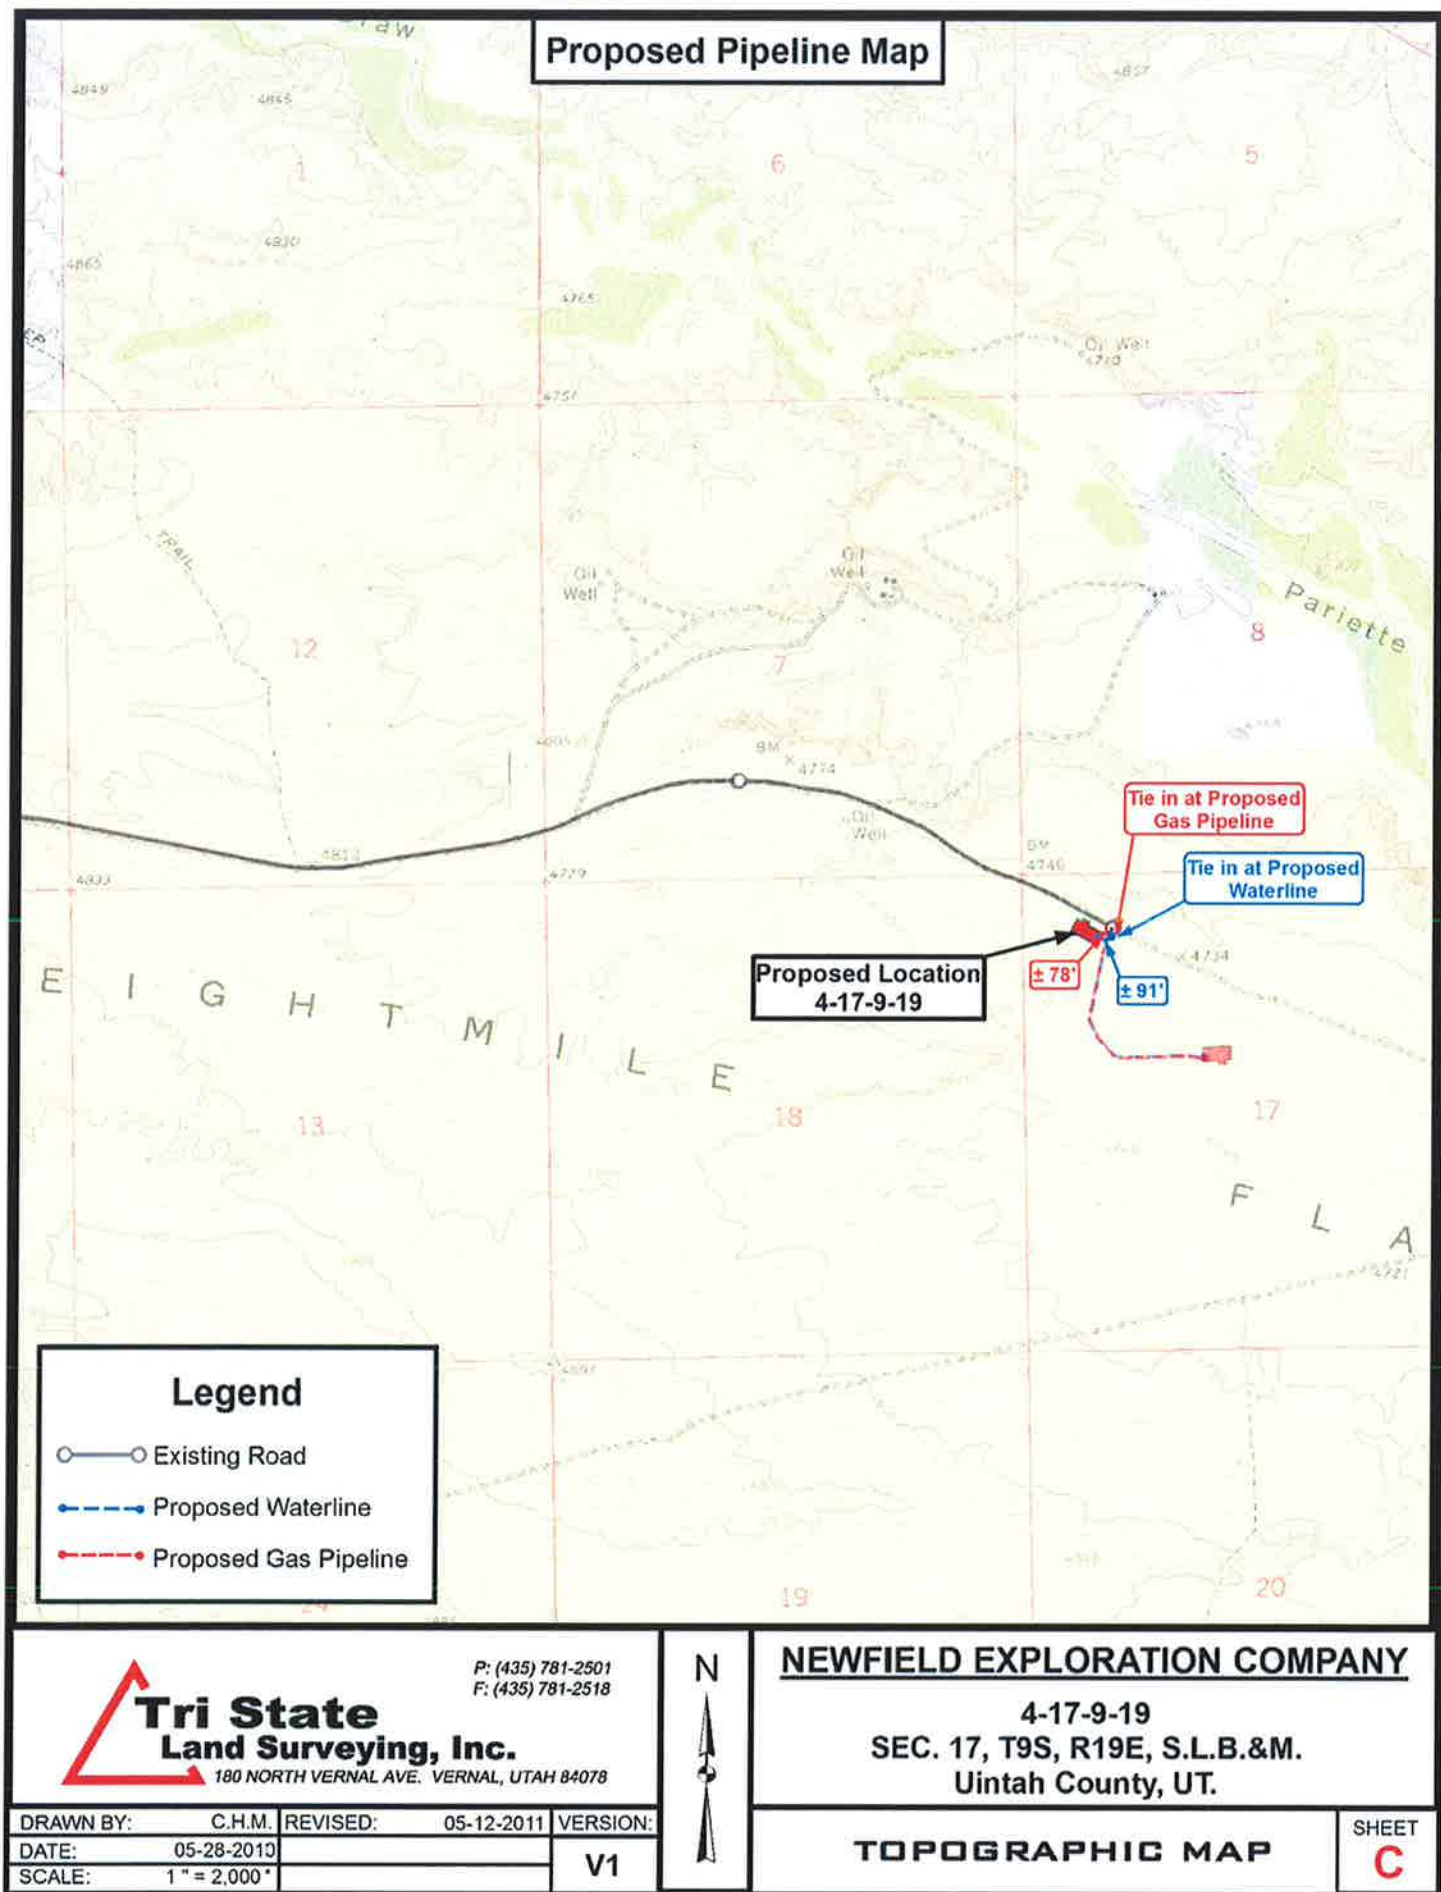 Proposed Pipeline Map
4849
4845
4857
1
6
5
4830
4865
4765
Oil Well
4710
4751
TRAIL
Oil
Well
Oil
Well
Pariette
12
7
8
BM
4774
4813
Oil
Well
BM
4746
4833
4779
Tie in at Proposed
Gas Pipeline
Tie in at Proposed
Waterline
4734
Proposed Location
4-17-9-19
± 78'
± 91'
EIGHTMILE
13
18
17
F L A
4721
Legend
Existing Road
Proposed Waterline
Proposed Gas Pipeline
19
20
P: (435) 781-2501
F: (435) 781-2518
Tri State
Land Surveying, Inc.
180 NORTH VERNAL AVE. VERNAL, UTAH 84078
N
NEWFIELD EXPLORATION COMPANY
4-17-9-19
SEC. 17, T9S, R19E, S.L.B.&M.
Uintah County, UT.
DRAWN BY: C.H.M. REVISED: 05-12-2011 VERSION:
DATE: 05-28-2010
V1
SCALE: 1 " = 2,000 '
TOPOGRAPHIC MAP
SHEET
C